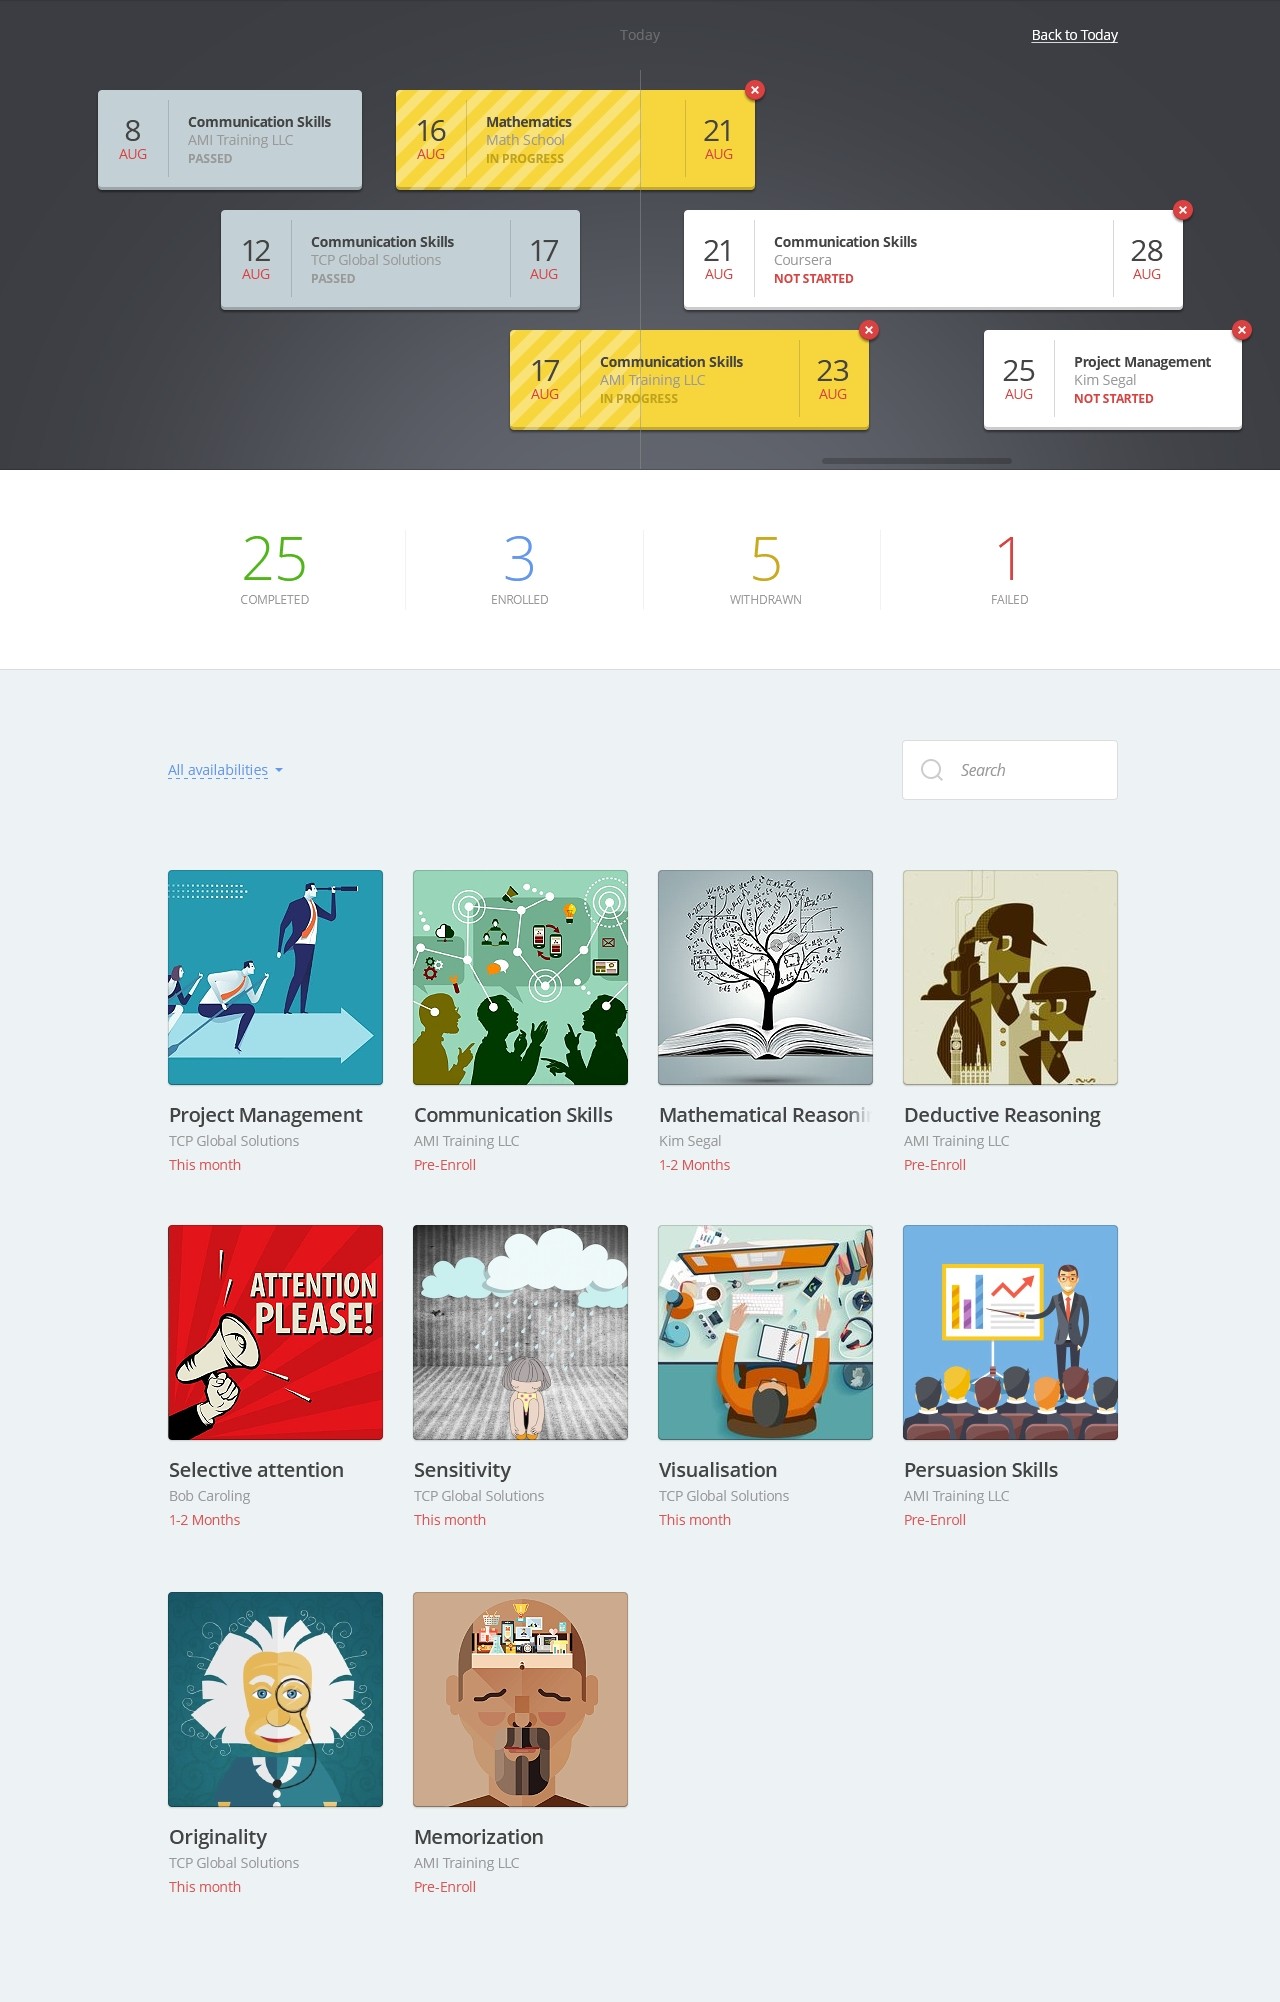 Today
Back to Today
8
AUG
Communication Skills
AMI Training LLC
PASSED
16
AUG
Mathematics
Math School
IN PROGRESS
21
AUG
12
AUG
Communication Skills
TCP Global Solutions
PASSED
17
AUG
21
AUG
Communication Skills
Coursera
NOT STARTED
28
AUG
17
AUG
Communication Skills
AMI Training LLC
IN PROGRESS
23
AUG
25
AUG
Project Management
Kim Segal
NOT STARTED
25
COMPLETED
3
ENROLLED
5
WITHDRAWN
1
FAILED
All availabilities
Search
Project Management
TCP Global Solutions
This month
Communication Skills
AMI Training LLC
Pre-Enroll
Mathematical Reasoni
Kim Segal
1-2 Months
Deductive Reasoning
AMI Training LLC
Pre-Enroll
ATTENTION
PLEASE!
Selective attention
Bob Caroling
1-2 Months
Sensitivity
TCP Global Solutions
This month
Visualisation
TCP Global Solutions
This month
Persuasion Skills
AMI Training LLC
Pre-Enroll
Originality
TCP Global Solutions
This month
Memorization
AMI Training LLC
Pre-Enroll